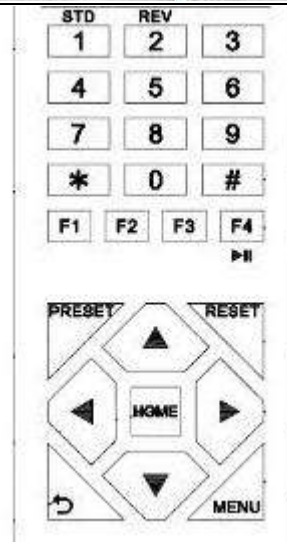 STD REV
1 2 3
4 5 6
7 8 9
* 0 #
F1 F2 F3 F4
PRESET RESET
HOME
MENU